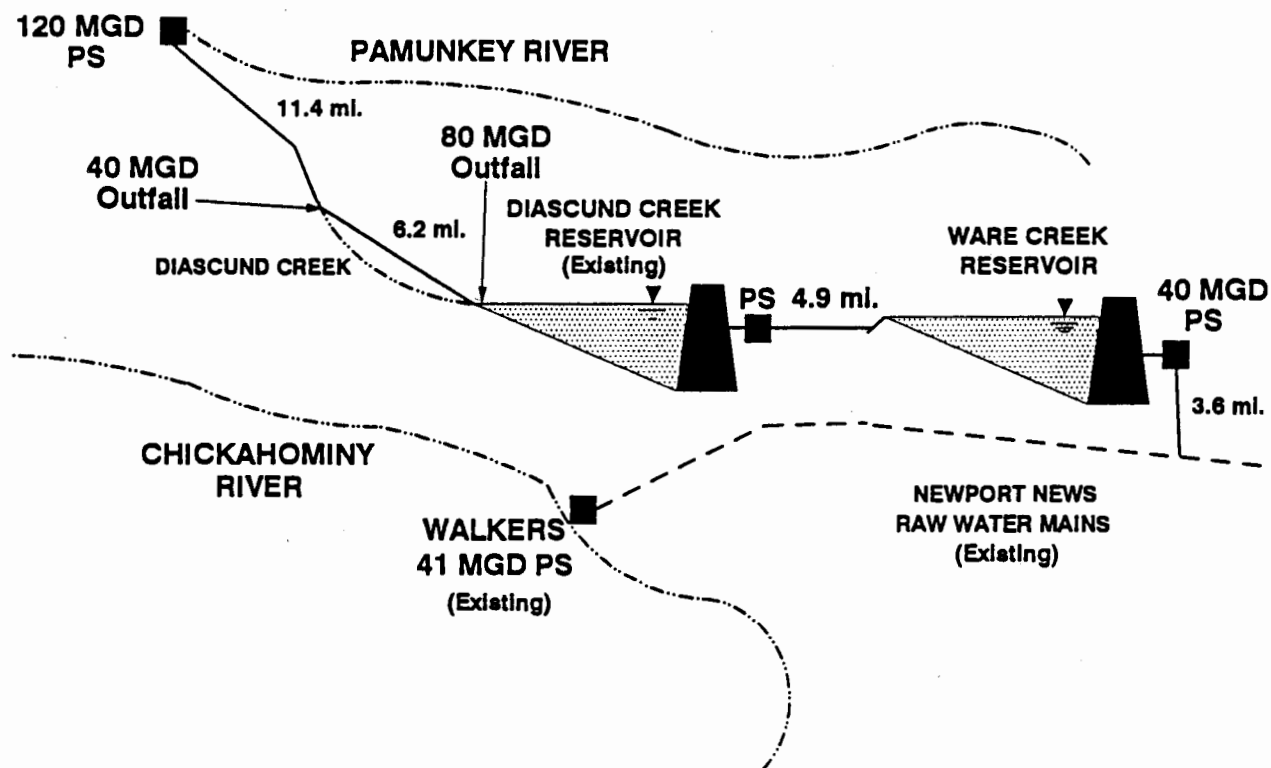 120 MGD
PS
PAMUNKEY RIVER
11.4 mi.
80 MGD
Outfall
40 MGD
Outfall
6.2 mi.
DIASCUND CREEK
RESERVOIR
(Existing)
DIASCUND CREEK
WARE CREEK
RESERVOIR
PS
4.9 mi.
40 MGD
PS
3.6 mi.
CHICKAHOMINY
RIVER
WALKERS
41 MGD PS
(Existing)
NEWPORT NEWS
RAW WATER MAINS
(Existing)